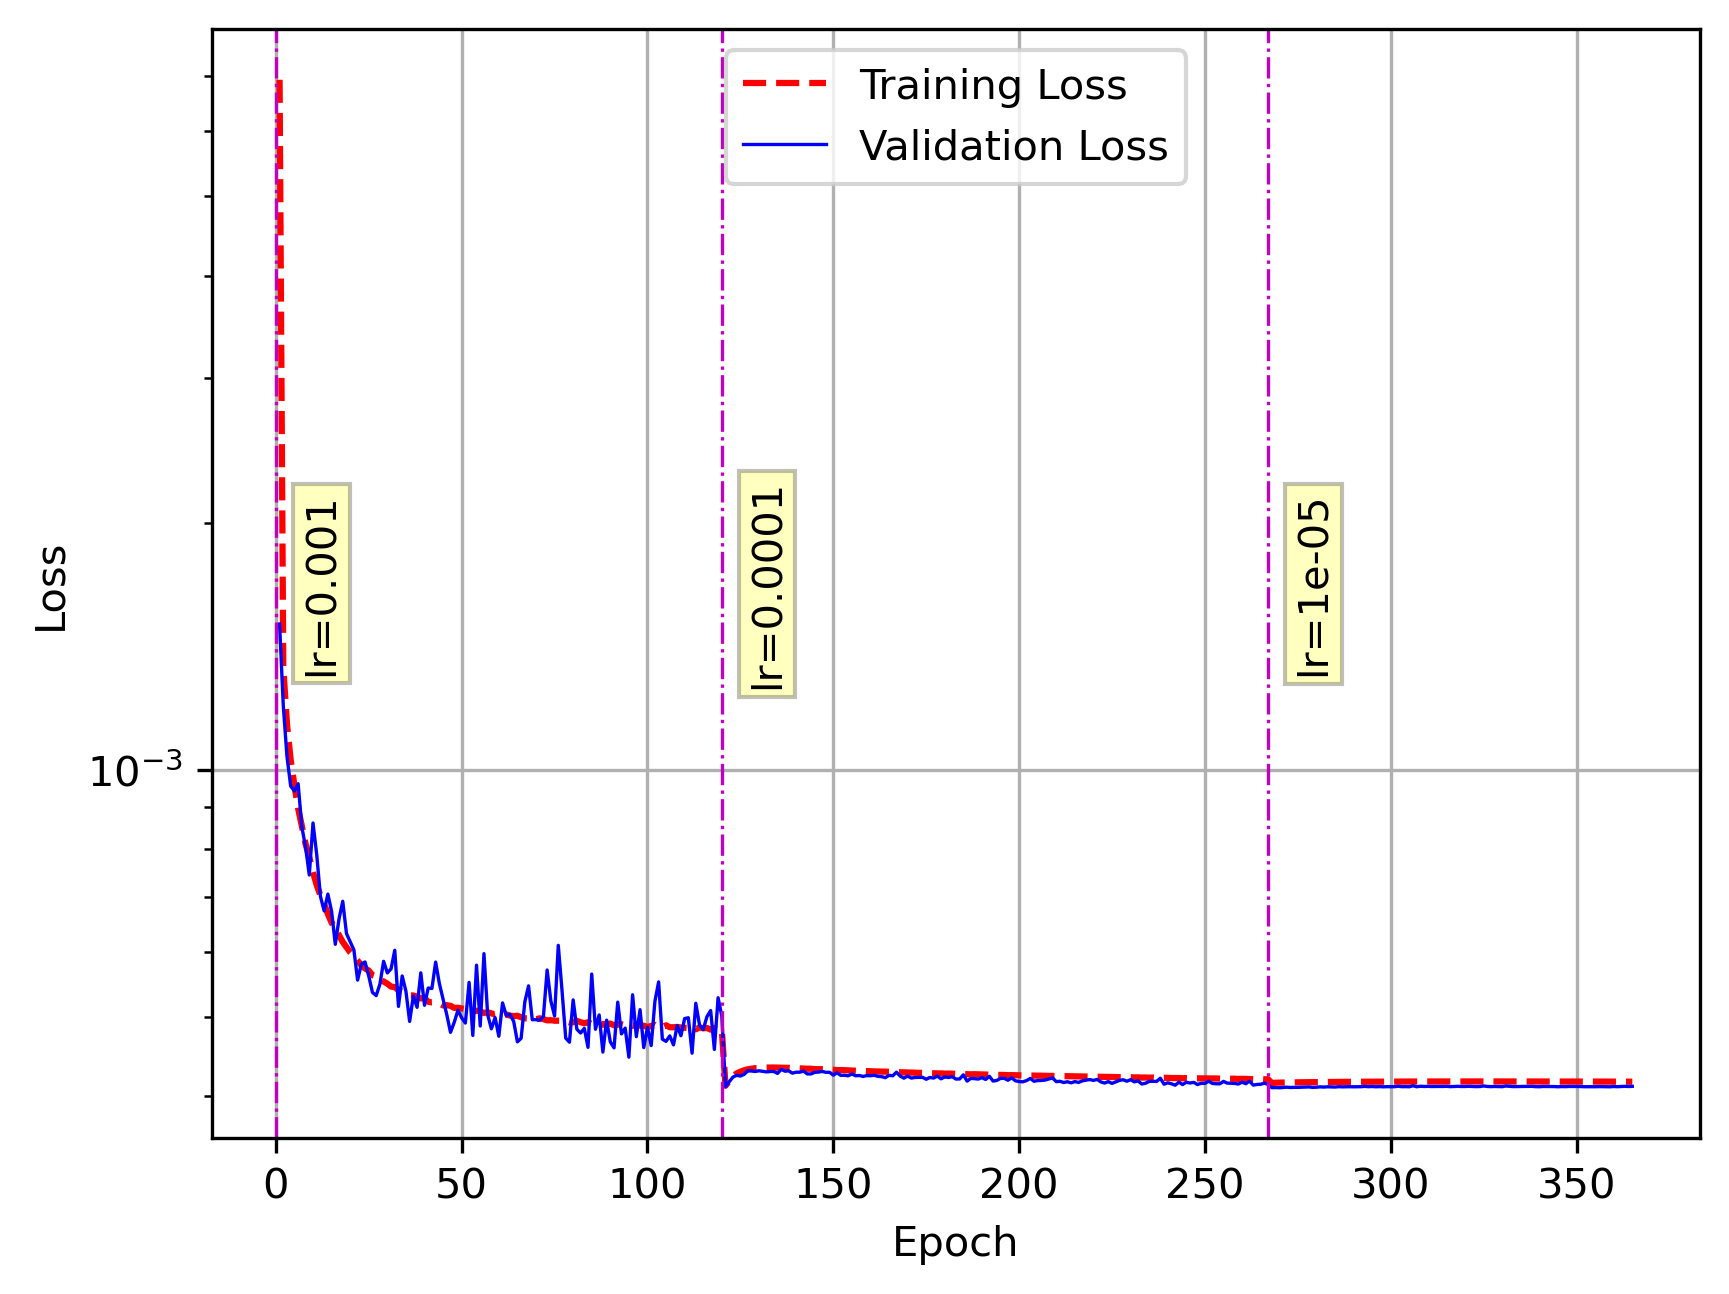 Training Loss
Validation Loss
lr=0.001
lr=0.0001
lr=1e-05
Loss
10⁻³
0 50 100 150 200 250 300 350
Epoch